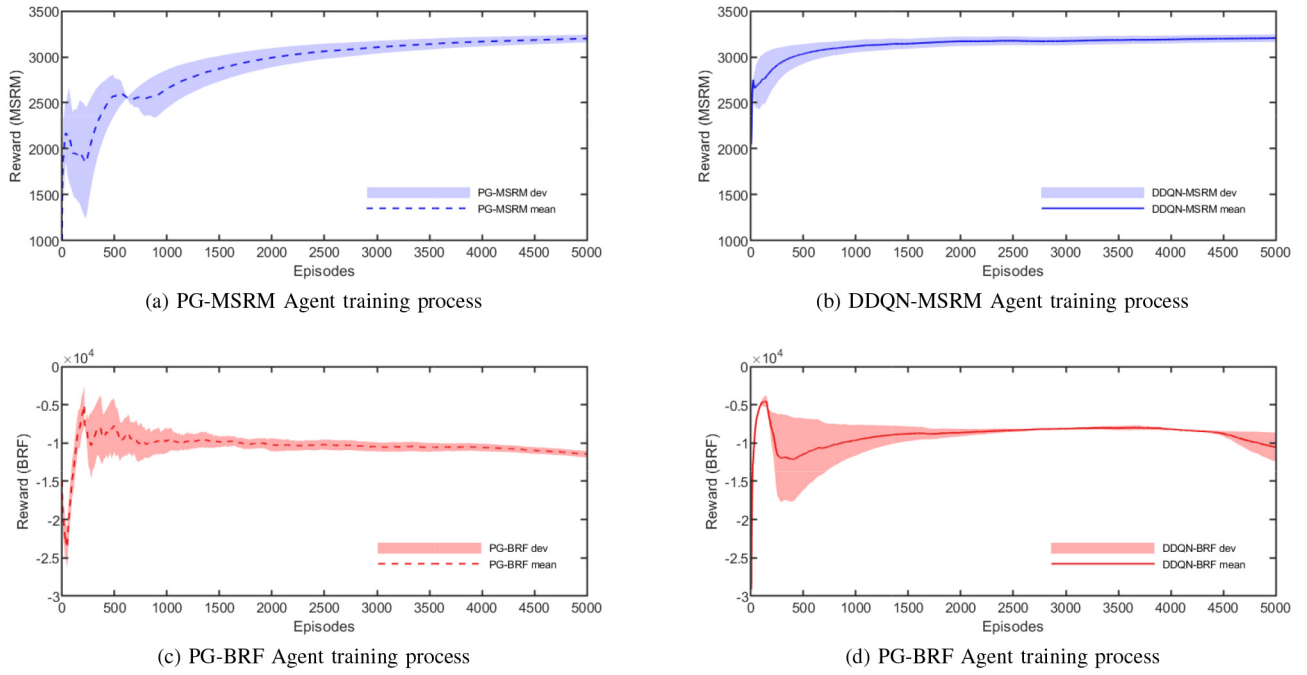 3500
3000
2500
2000
1500
1000
Reward (MSRM)
PG-MSRM dev
PG-MSRM mean
0 500 1000 1500 2000 2500 3000 3500 4000 4500 5000
Episodes
(a) PG-MSRM Agent training process
3500
3000
2500
2000
1500
1000
Reward (MSRM)
DDQN-MSRM dev
DDQN-MSRM mean
0 500 1000 1500 2000 2500 3000 3500 4000 4500 5000
Episodes
(b) DDQN-MSRM Agent training process
×10⁴
0
-0.5
-1
-1.5
-2
-2.5
-3
Reward (BRF)
PG-BRF dev
PG-BRF mean
0 500 1000 1500 2000 2500 3000 3500 4000 4500 5000
Episodes
(c) PG-BRF Agent training process
×10⁴
0
-0.5
-1
-1.5
-2
-2.5
-3
Reward (BRF)
DDQN-BRF dev
DDQN-BRF mean
0 500 1000 1500 2000 2500 3000 3500 4000 4500 5000
Episodes
(d) PG-BRF Agent training process